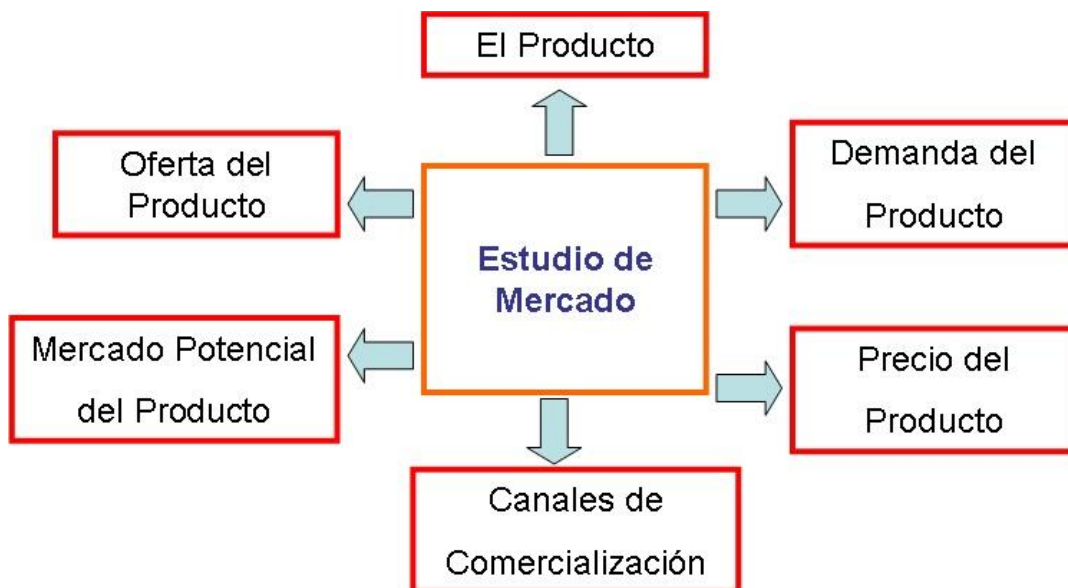 El Producto
Oferta del
Producto
Demanda del
Producto
Estudio de
Mercado
Mercado Potencial
del Producto
Precio del
Producto
Canales de
Comercialización